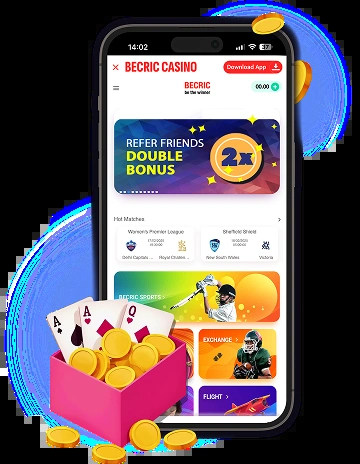 14:02
37
× BECRIC CASINO
Download App
BECRIC
be the winner
00.00
REFER FRIENDS
DOUBLE
BONUS
2x
Hot Matches
Women's Premier League
Sheffield Shield
Delhi Capitals ...
Royal Challen ...
New South Wales
Victoria
BECRIC SPORTS
EXCHANGE
FLIGHT
A
A
Q